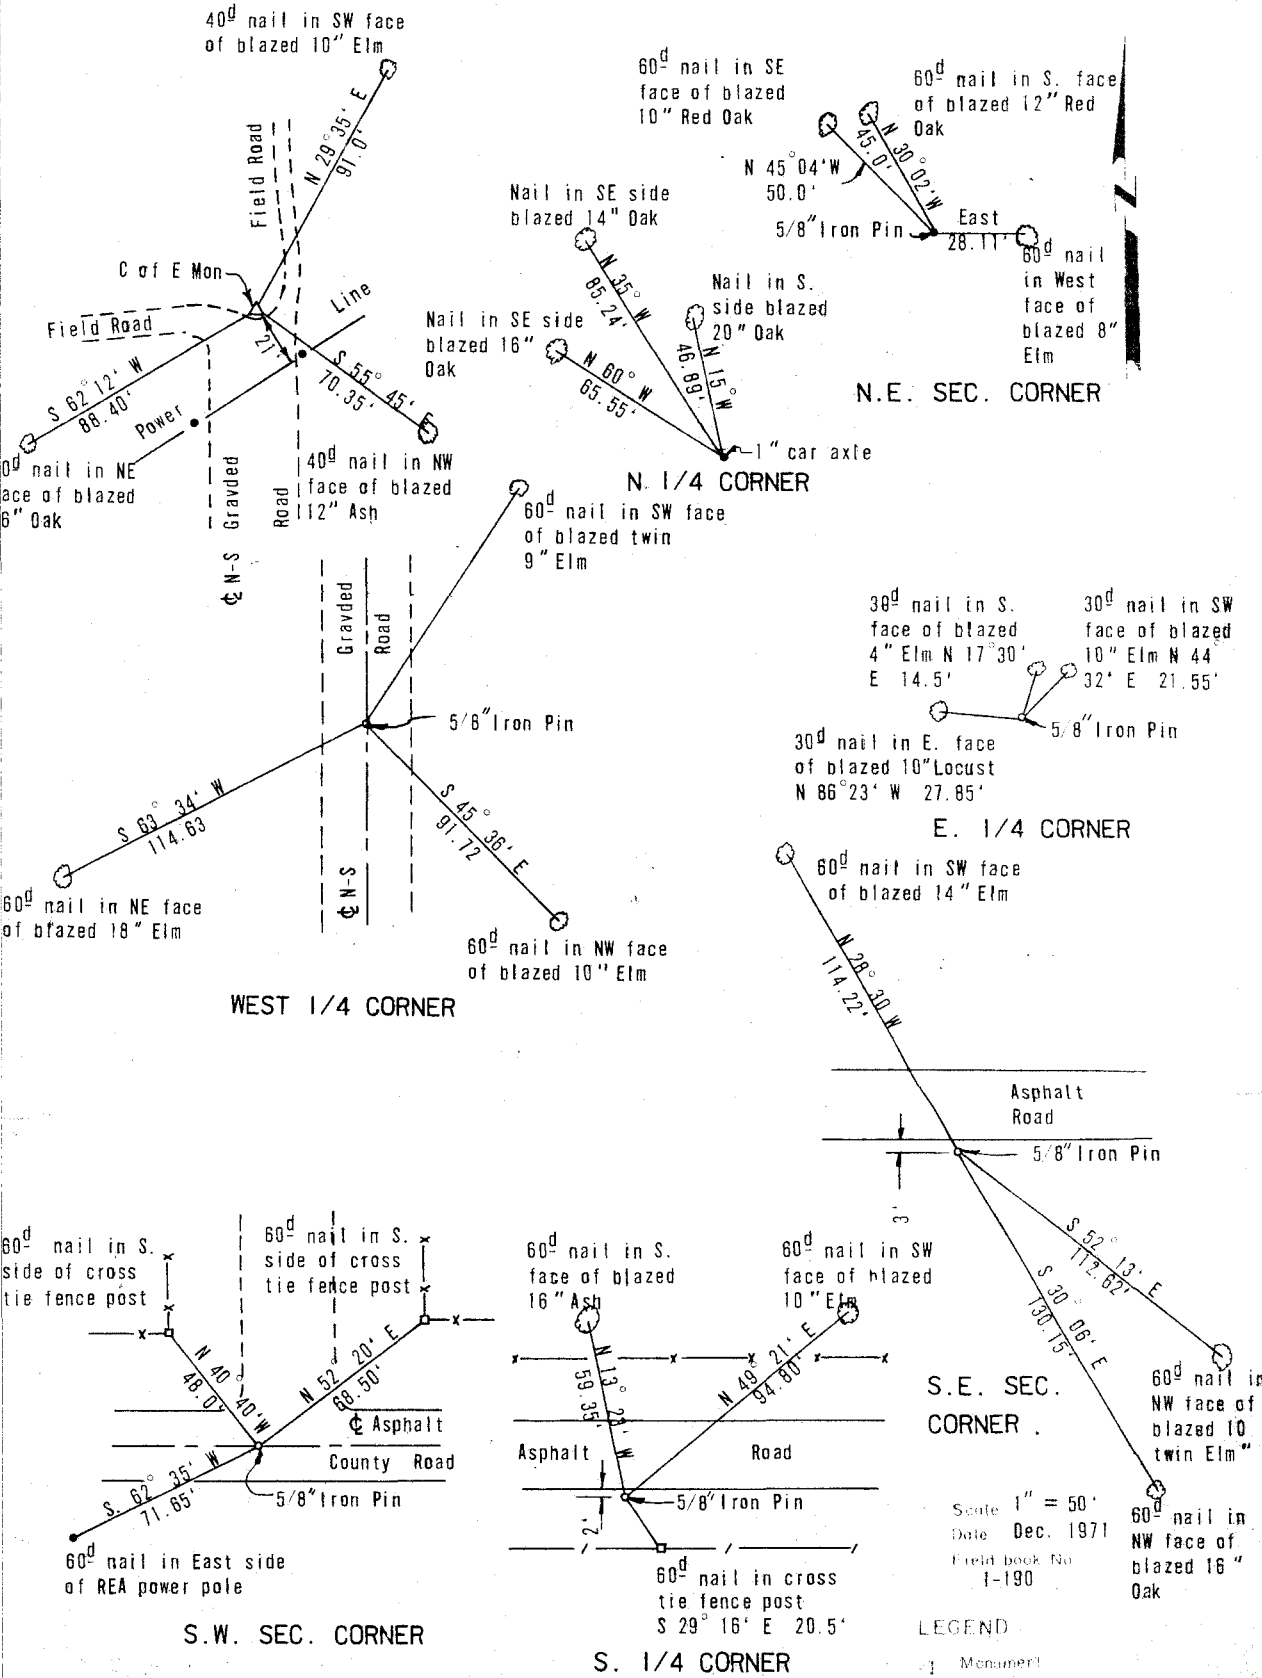 40d nail in SW face
of blazed 10" Elm
N 29°35' E
91.0'
Field Road
C of E Mon
Field Road
Line
21'
S 62°12' W
88.40'
S 55° 45' E
70.35'
Power
0d nail in NE
ace of blazed
6" Oak
Gravded
Road
℄ N-S
40d nail in NW
face of blazed
12" Ash
60d nail in SE
face of blazed
10" Red Oak
60d nail in S. face
of blazed 12" Red
Oak
N 45°04'W
50.0'
N 30°02'W
45.0'
5/8" Iron Pin
East
28.11'
60d nail
in West
face of
blazed 8"
Elm
N.E. SEC. CORNER
Nail in SE side
blazed 14" Oak
N 35° W
85.24'
Nail in S.
side blazed
20" Oak
Nail in SE side
blazed 16"
Oak
N 60° W
65.55'
N 15° W
46.89'
1" car axle
N. 1/4 CORNER
60d nail in SW face
of blazed twin
9" Elm
Gravded
Road
5/8" Iron Pin
S 63° 34' W
114.63
S 45° 36' E
91.72
℄ N-S
60d nail in NE face
of blazed 18" Elm
60d nail in NW face
of blazed 10" Elm
WEST 1/4 CORNER
30d nail in S.
face of blazed
4" Elm N 17°30'
E 14.5'
30d nail in SW
face of blazed
10" Elm N 44°
32' E 21.55'
5/8" Iron Pin
30d nail in E. face
of blazed 10" Locust
N 86°23' W 27.85'
E. 1/4 CORNER
60d nail in SW face
of blazed 14" Elm
N 28° 30 W
114.22'
Asphalt
Road
5/8" Iron Pin
3'
S 52° 13' E
112.62'
S 30° 06' E
130.15'
60d nail in
NW face of
blazed 10
twin Elm"
S.E. SEC.
CORNER
60d nail in
NW face of
blazed 16"
Oak
60d nail in S.
side of cross
tie fence post
60d nail in S.
side of cross
tie fence post
N 40°40'W
48.0'
N 52° 20' E
68.50'
℄ Asphalt
County Road
S. 62° 35' W
71.65'
5/8" Iron Pin
60d nail in East side
of REA power pole
S.W. SEC. CORNER
60d nail in S.
face of blazed
16" Ash
60d nail in SW
face of blazed
10" Elm
N 13° 23' W
59.35'
N 49° 21' E
94.80'
Asphalt
Road
5/8" Iron Pin
2'
60d nail in cross
tie fence post
S 29° 16' E 20.5'
S. 1/4 CORNER
Scale 1" = 50'
Date Dec. 1971
Field book No
1-190
LEGEND
Monument